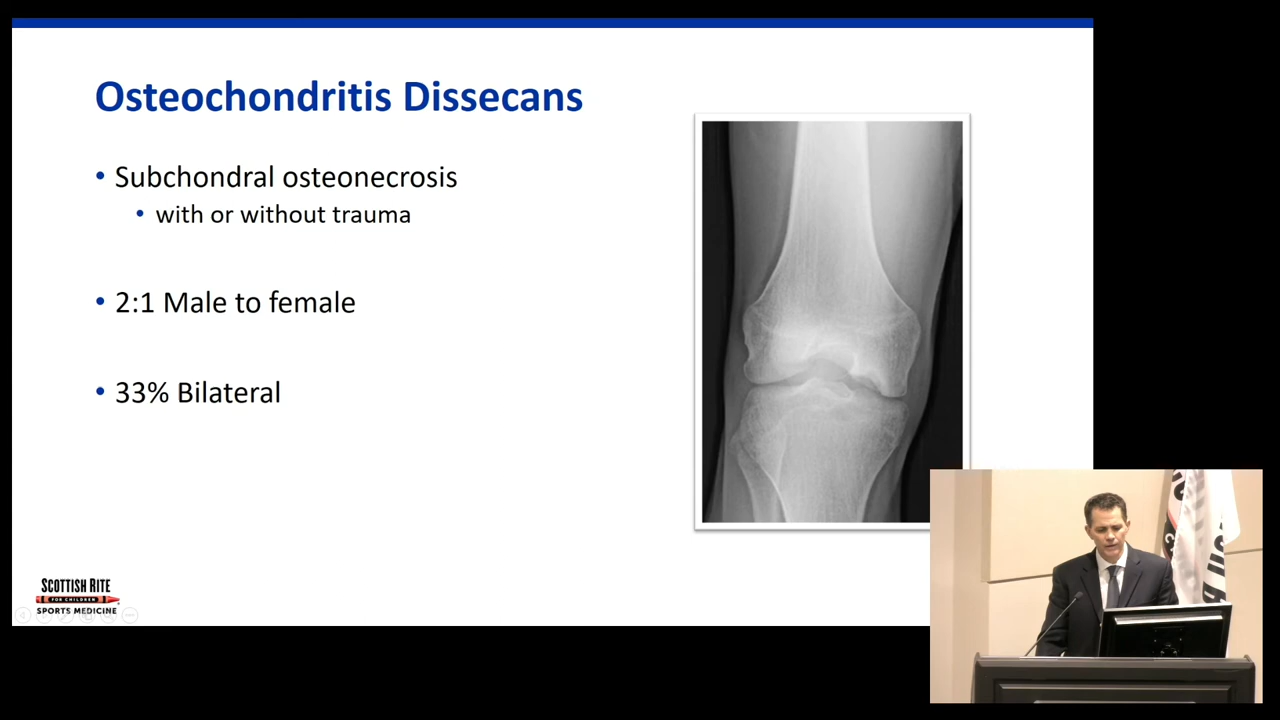 Osteochondritis Dissecans
• Subchondral osteonecrosis
• with or without trauma
• 2:1 Male to female
• 33% Bilateral
SCOTTISH RITE
FOR CHILDREN
SPORTS MEDICINE